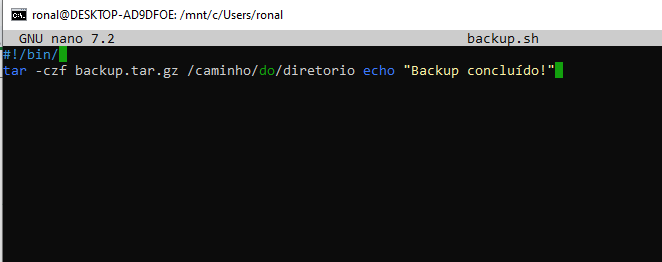 ronal@DESKTOP-AD9DFOE: /mnt/c/Users/ronal
GNU nano 7.2 backup.sh
#!/bin/
tar -czf backup.tar.gz /caminho/do/diretorio echo "Backup concluído!"